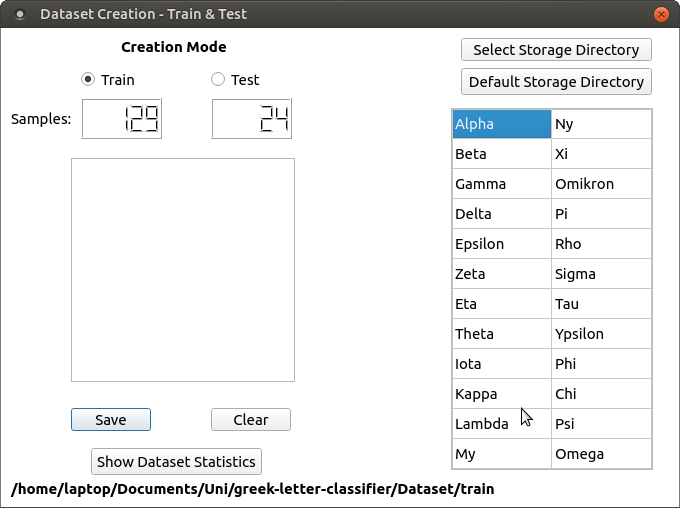 Dataset Creation - Train & Test
Creation Mode
Train Test
Samples: 129 24
Save Clear
Show Dataset Statistics
Select Storage Directory
Default Storage Directory
Alpha Ny
Beta Xi
Gamma Omikron
Delta Pi
Epsilon Rho
Zeta Sigma
Eta Tau
Theta Ypsilon
Iota Phi
Kappa Chi
Lambda Psi
My Omega
/home/laptop/Documents/Uni/greek-letter-classifier/Dataset/train